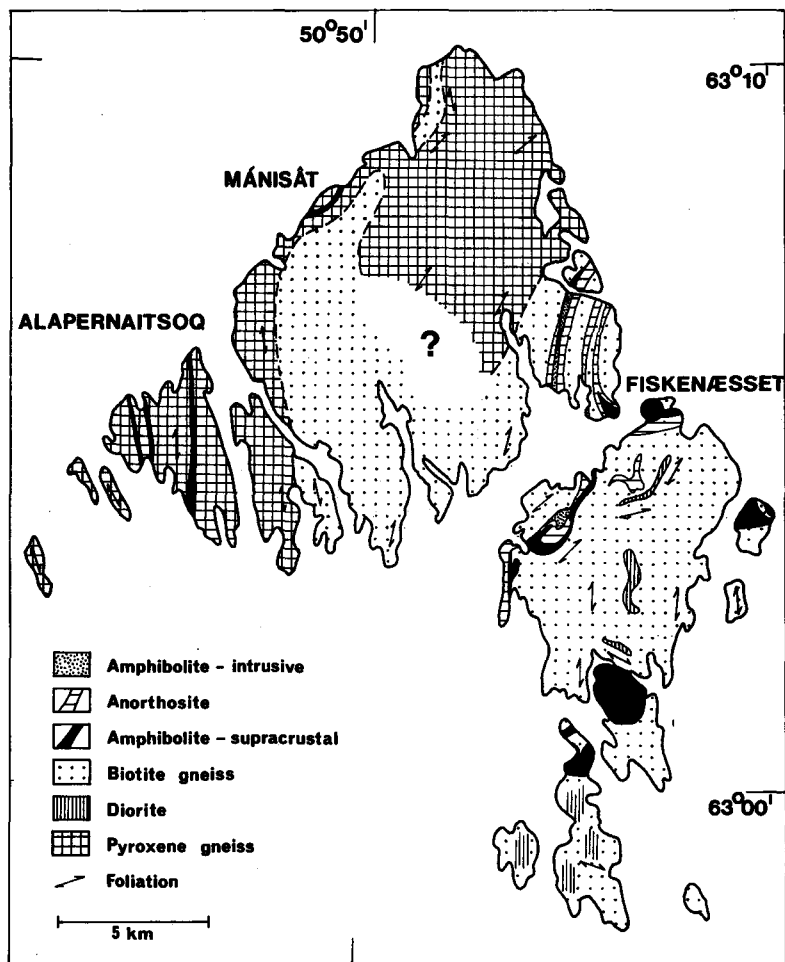 50°50'
63°10'
MÁNISÂT
ALAPERNAITSOQ
?
FISKENÆSSET
Amphibolite - intrusive
Anorthosite
Amphibolite - supracrustal
Biotite gneiss
63°00'
Diorite
Pyroxene gneiss
Foliation
5 km